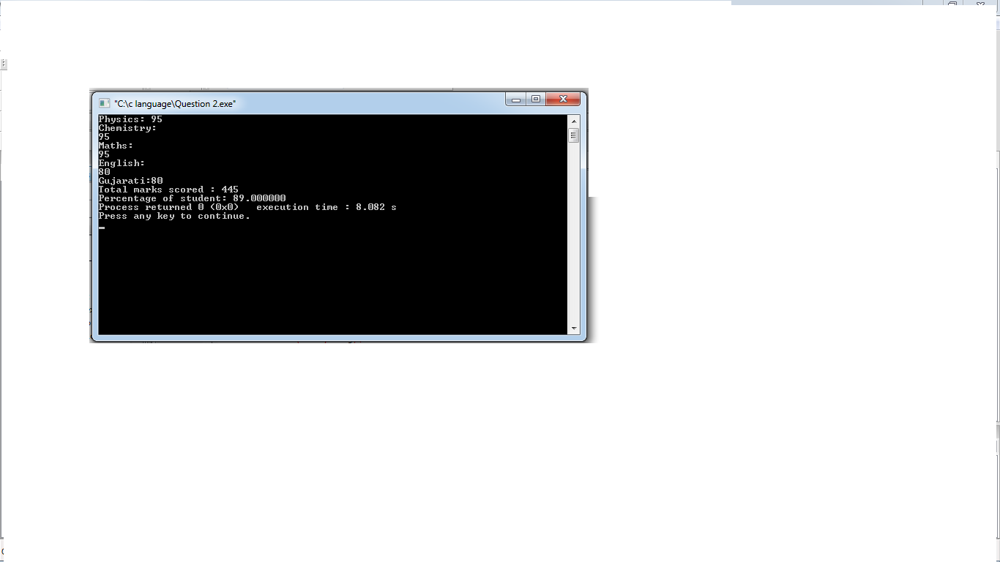 "C:\c language\Question 2.exe"
Physics: 95
Chemistry:
95
Maths:
95
English:
80
Gujarati:80
Total marks scored : 445
Percentage of student: 89.000000
Process returned 0 (0x0)   execution time : 8.082 s
Press any key to continue.